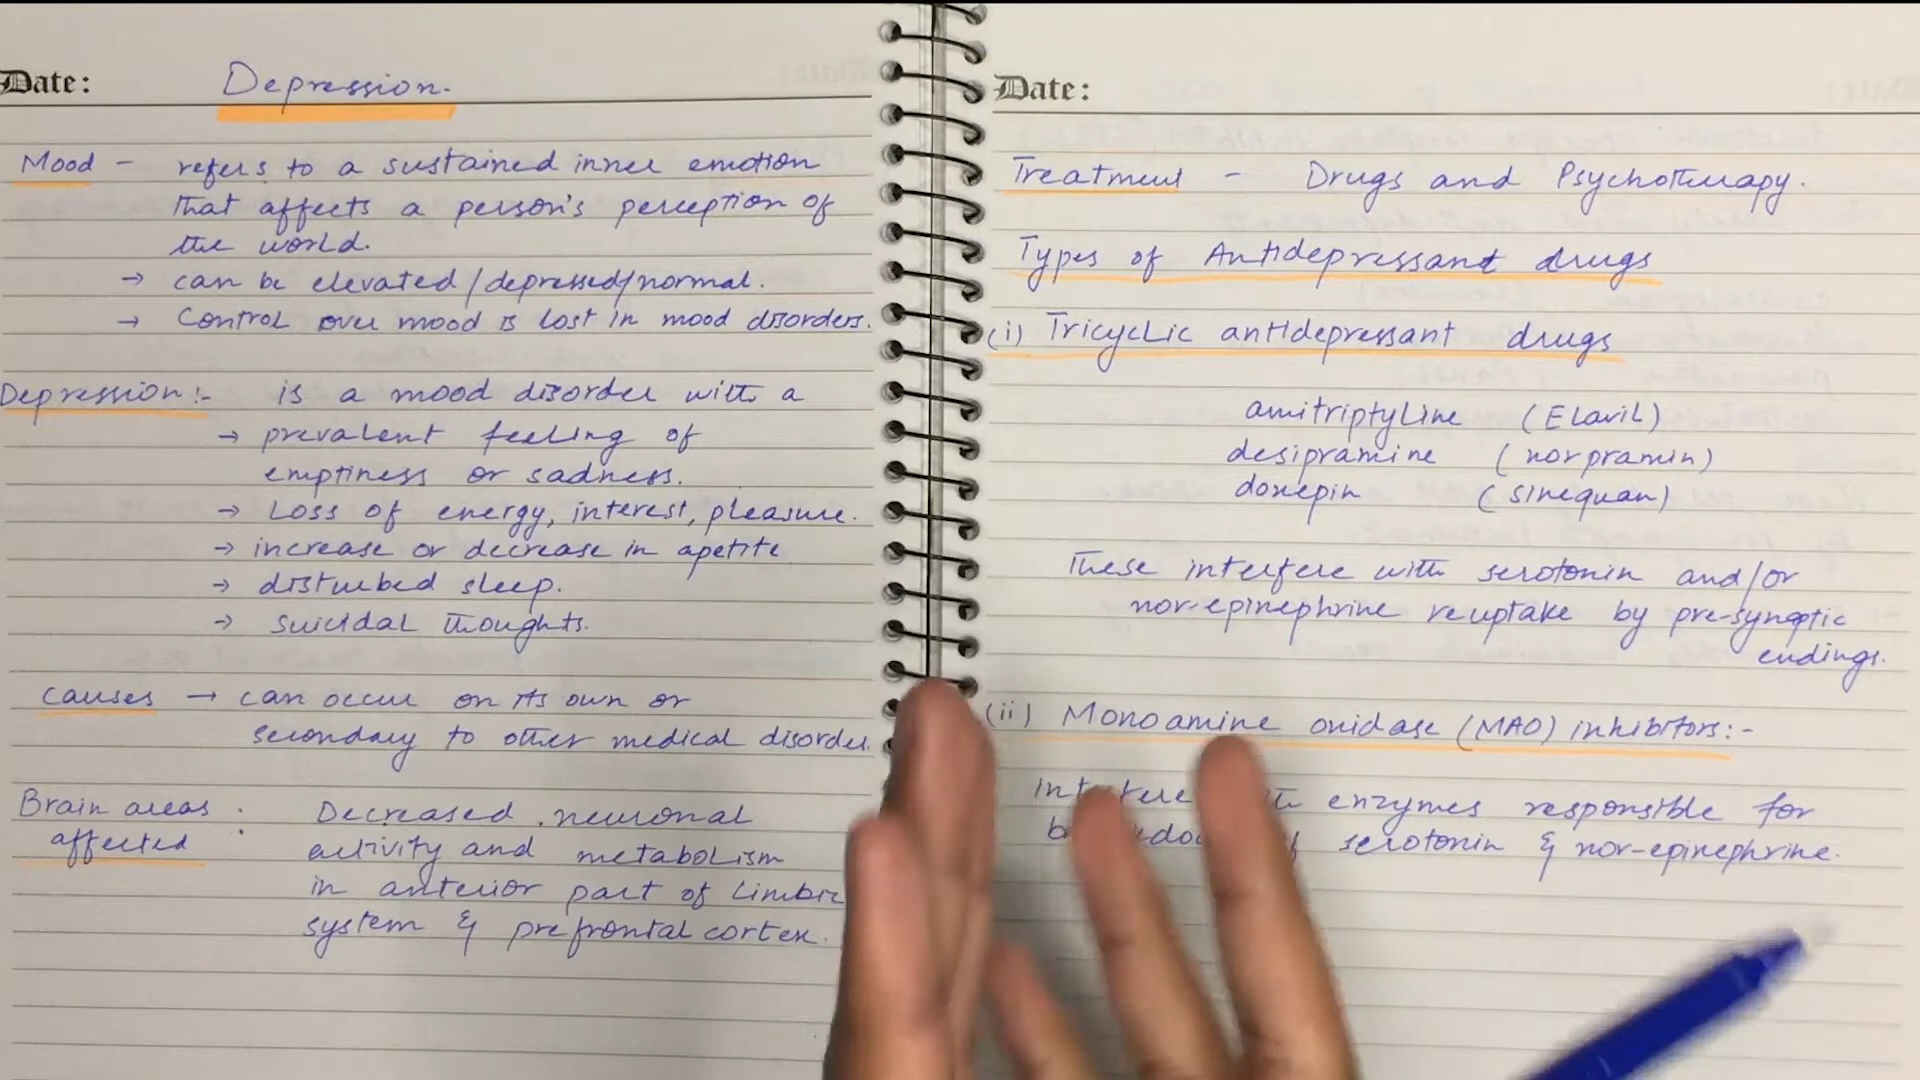 Date:
Depression.
Mood - refers to a sustained inner emotion
that affects a person's perception of
the world.
→ can be elevated/depressed/normal.
→ Control over mood is lost in mood disorders.
Depression:- is a mood disorder with a
→ prevalent feeling of
emptiness or sadness.
→ Loss of energy, interest, pleasure.
→ increase or decrease in apetite
→ disturbed sleep.
→ suicidal thoughts.
causes → can occur on its own or
secondary to other medical disorder.
Brain areas affected : Decreased neuronal
activity and metabolism
in anterior part of Limbic
system & prefrontal cortex.
Date:
Treatment - Drugs and Psychotherapy.
Types of Antidepressant drugs
(i) Tricyclic antidepressant drugs
amitriptyline (Elavil)
desipramine (norpramin)
doxepin (sinequan)
These interfere with serotonin and/or
nor-epinephrine reuptake by pre-synaptic
endings.
(ii) Monoamine oxidase (MAO) inhibitors:-
enzymes responsible for
serotonin & nor-epinephrine.